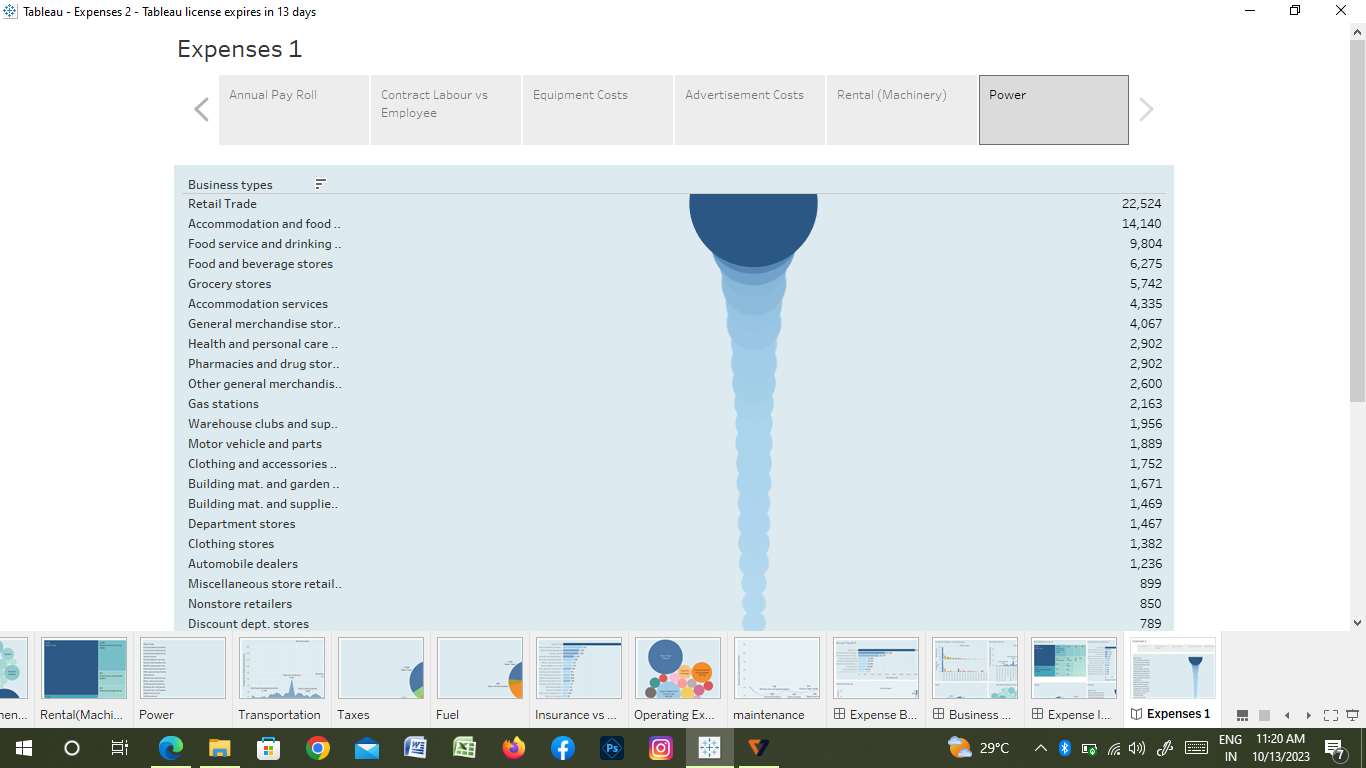 Tableau - Expenses 2 - Tableau license expires in 13 days
Expenses 1
Annual Pay Roll
Contract Labour vs
Employee
Equipment Costs
Advertisement Costs
Rental (Machinery)
Power
Business types
Retail Trade 22,524
Accommodation and food .. 14,140
Food service and drinking .. 9,804
Food and beverage stores 6,275
Grocery stores 5,742
Accommodation services 4,335
General merchandise stor.. 4,067
Health and personal care .. 2,902
Pharmacies and drug stor.. 2,902
Other general merchandis.. 2,600
Gas stations 2,163
Warehouse clubs and sup.. 1,956
Motor vehicle and parts 1,889
Clothing and accessories .. 1,752
Building mat. and garden .. 1,671
Building mat. and supplie.. 1,469
Department stores 1,467
Clothing stores 1,382
Automobile dealers 1,236
Miscellaneous store retail.. 899
Nonstore retailers 850
Discount dept. stores 789
men...
Rental(Machi...
Power
Transportation
Taxes
Fuel
Insurance vs ...
Operating Ex...
maintenance
Expense B...
Business ...
Expense I...
Expenses 1
29°C
ENG
IN
11:20 AM
10/13/2023
7